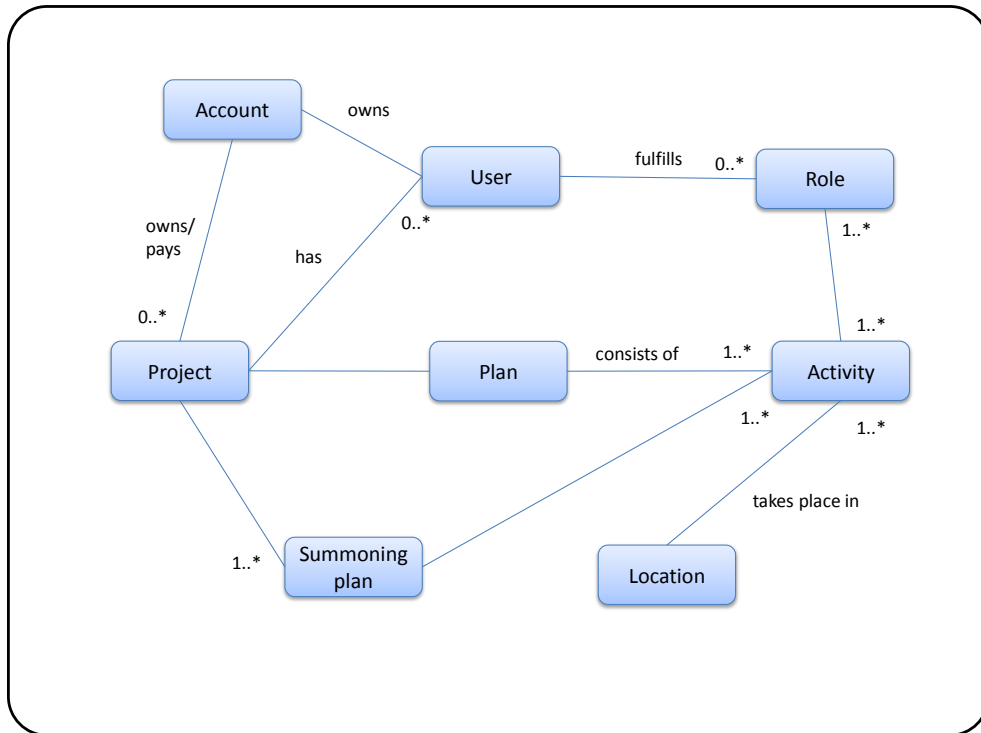 Account
owns
User
fulfills
0..*
Role
0..*
1..*
owns/
pays
has
0..*
1..*
Project
Plan
consists of
1..*
Activity
1..*
1..*
takes place in
1..*
Summoning
plan
Location